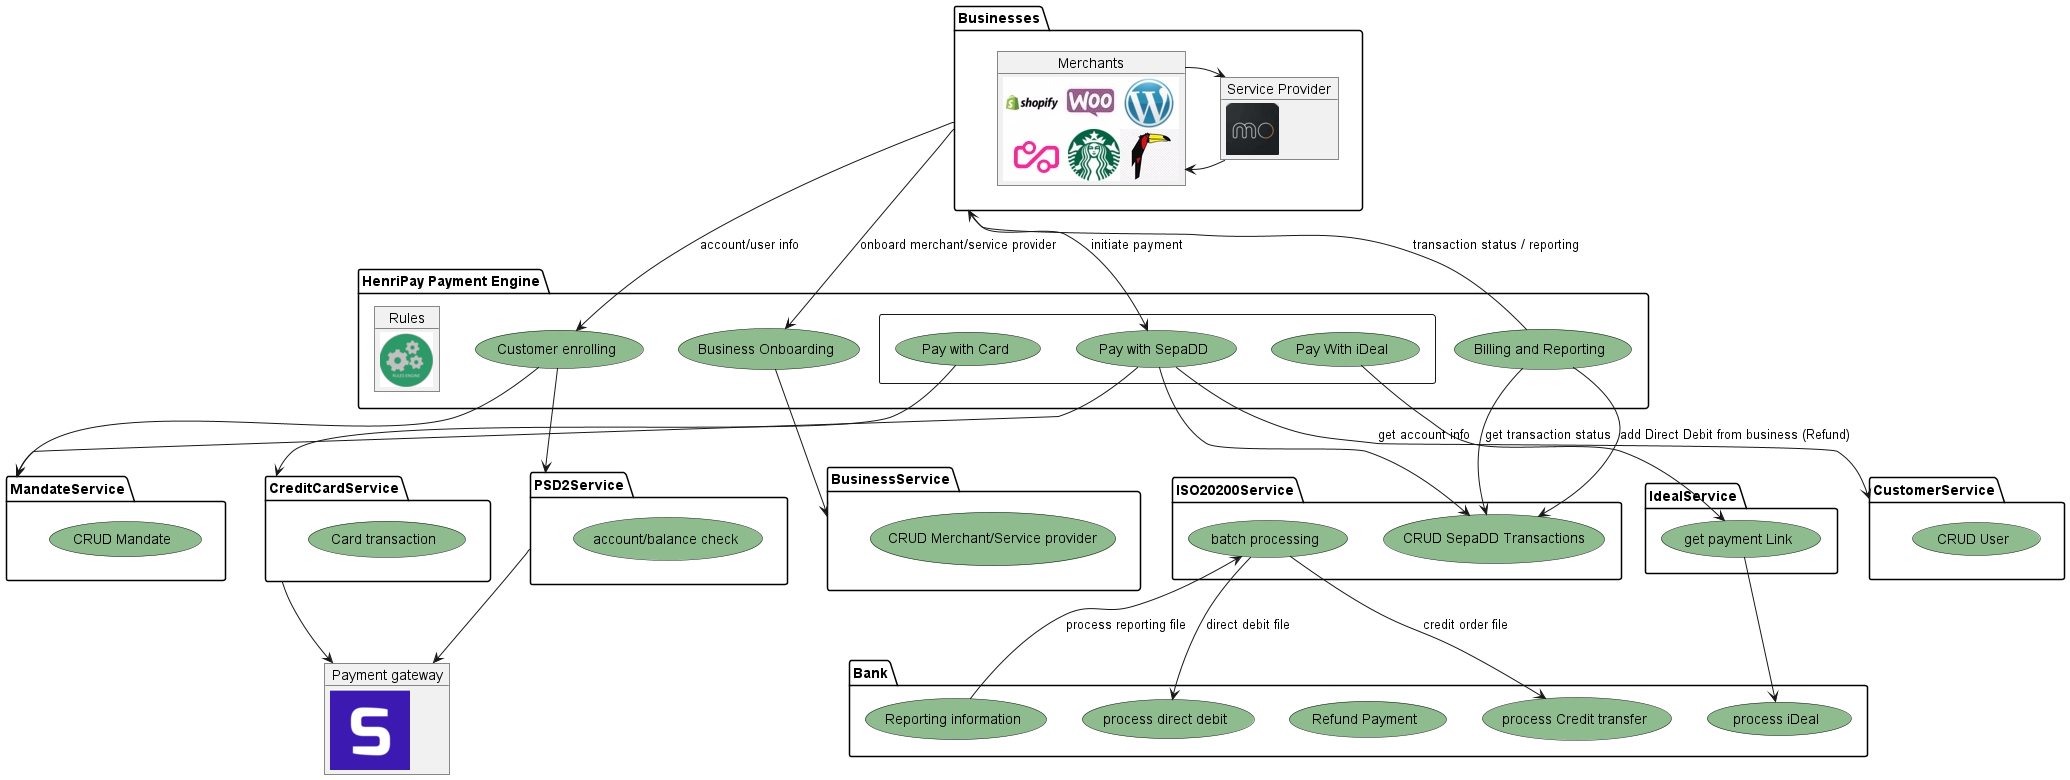 Businesses
Merchants
Service Provider
shopify
WOO
W
mo
account/user info
onboard merchant/service provider
initiate payment
transaction status / reporting
HenriPay Payment Engine
Rules
Customer enrolling
Business Onboarding
Pay with Card
Pay with SepaDD
Pay With iDeal
Billing and Reporting
get account info
get transaction status
add Direct Debit from business (Refund)
MandateService
CRUD Mandate
CreditCardService
Card transaction
PSD2Service
account/balance check
BusinessService
CRUD Merchant/Service provider
ISO20200Service
batch processing
CRUD SepaDD Transactions
IdealService
get payment Link
CustomerService
CRUD User
process reporting file
direct debit file
credit order file
Payment gateway
S
Bank
Reporting information
process direct debit
Refund Payment
process Credit transfer
process iDeal